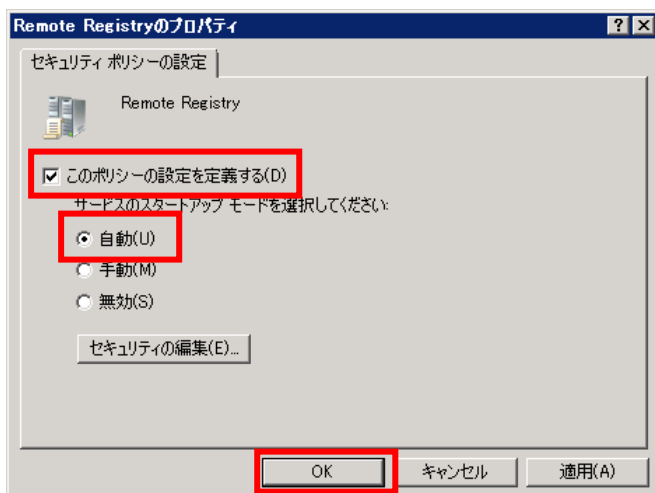 Remote Registryのプロパティ
セキュリティ ポリシーの設定
Remote Registry
このポリシーの設定を定義する(D)
サービスのスタートアップ モードを選択してください:
自動(U)
手動(M)
無効(S)
セキュリティの編集(E)...
OK キャンセル 適用(A)